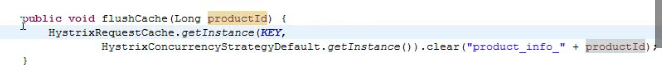 public void flushCache(Long productId) {
HystrixRequestCache.getInstance(KEY,
HystrixConcurrencyStrategyDefault.getInstance()).clear("product_info_" + productId);
}